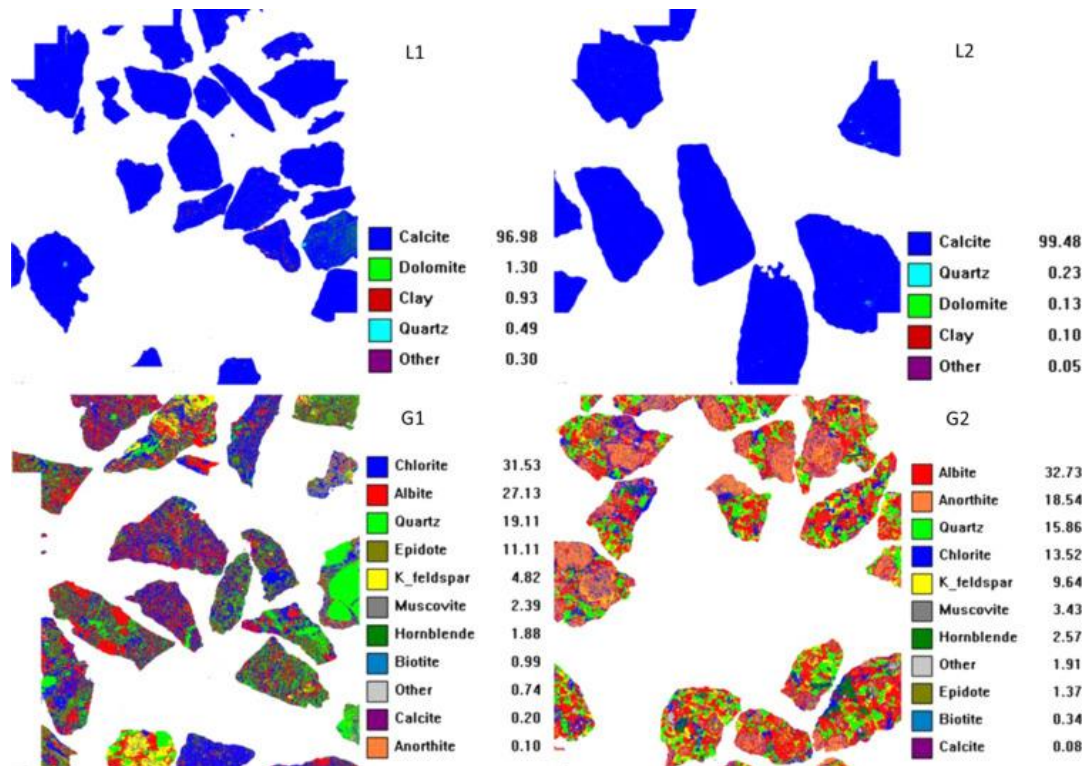 L1
Calcite 96.98
Dolomite 1.30
Clay 0.93
Quartz 0.49
Other 0.30
L2
Calcite 99.48
Quartz 0.23
Dolomite 0.13
Clay 0.10
Other 0.05
G1
Chlorite 31.53
Albite 27.13
Quartz 19.11
Epidote 11.11
K_feldspar 4.82
Muscovite 2.39
Hornblende 1.88
Biotite 0.99
Other 0.74
Calcite 0.20
Anorthite 0.10
G2
Albite 32.73
Anorthite 18.54
Quartz 15.86
Chlorite 13.52
K_feldspar 9.64
Muscovite 3.43
Hornblende 2.57
Other 1.91
Epidote 1.37
Biotite 0.34
Calcite 0.08